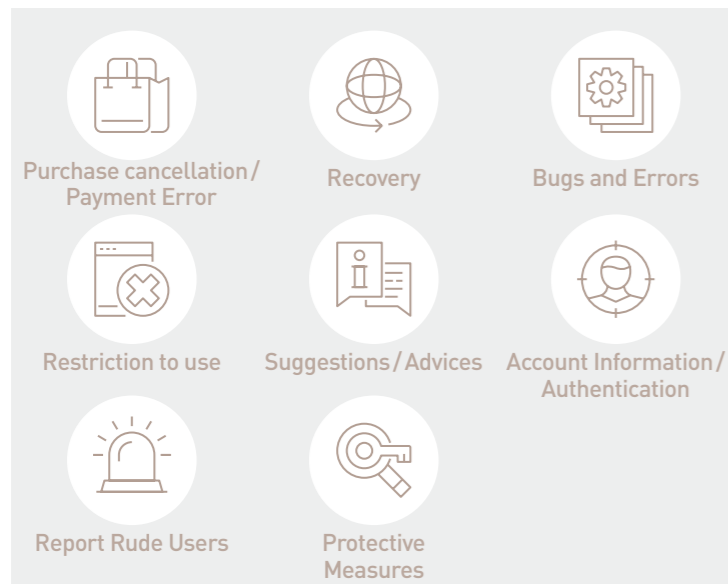 Purchase cancellation / Payment Error
Recovery
Bugs and Errors
Restriction to use
Suggestions / Advices
Account Information / Authentication
Report Rude Users
Protective Measures